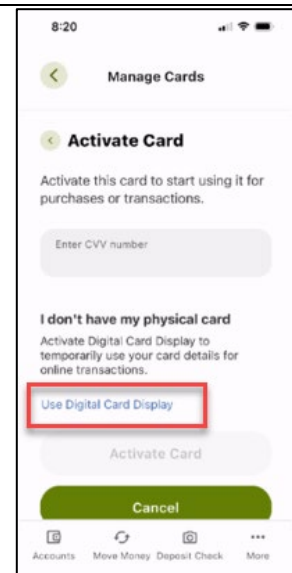 8:20
Manage Cards
Activate Card
Activate this card to start using it for
purchases or transactions.
Enter CVV number
I don't have my physical card
Activate Digital Card Display to
temporarily use your card details for
online transactions.
Use Digital Card Display
Activate Card
Cancel
Accounts Move Money Deposit Check More